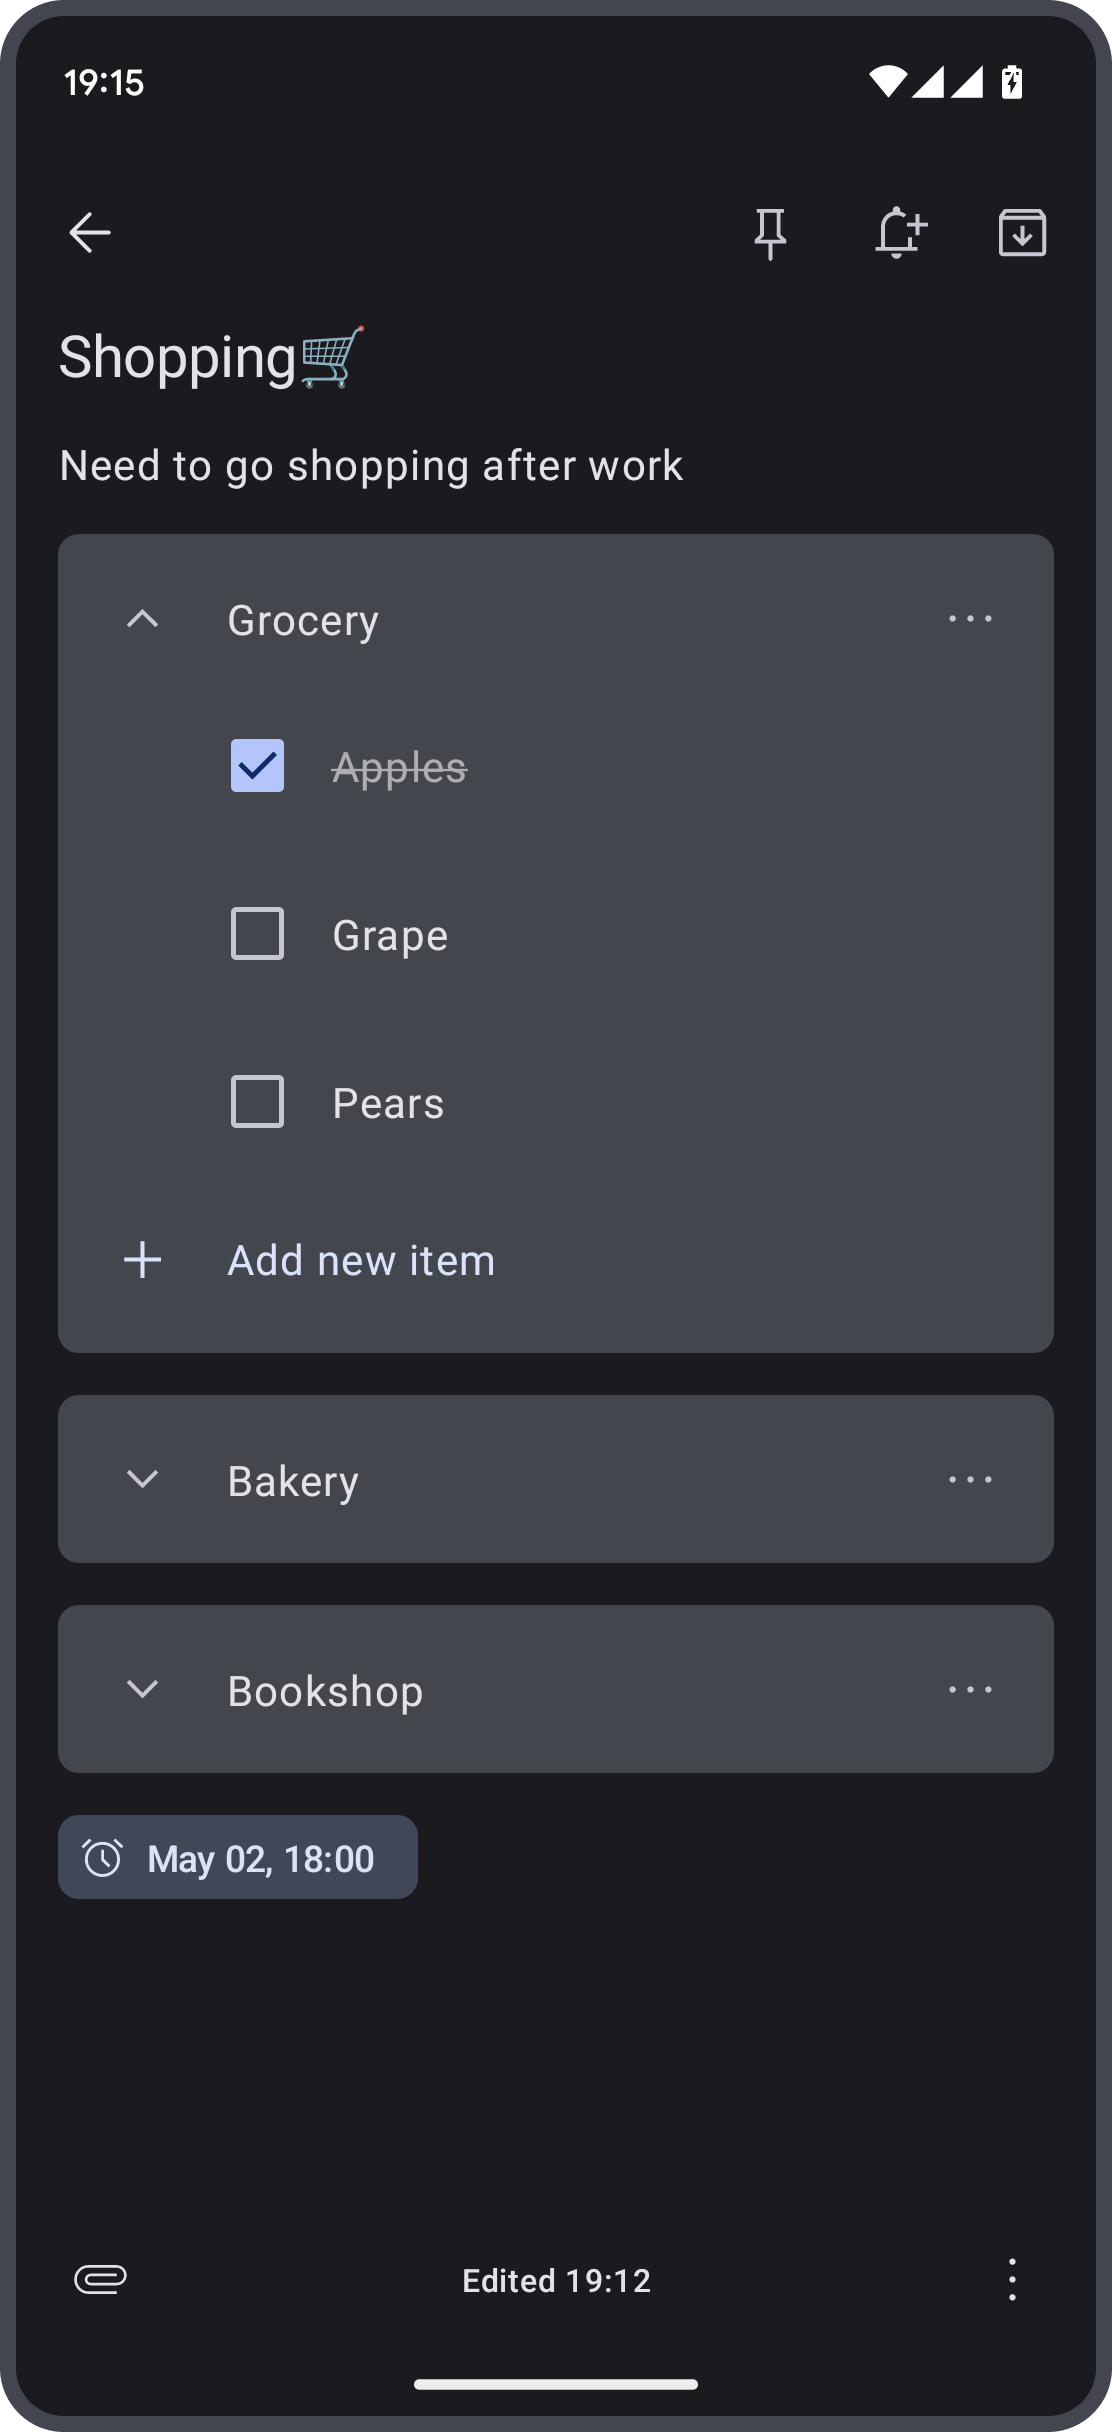 19:15
Shopping🛒
Need to go shopping after work
Grocery
Apples
Grape
Pears
Add new item
Bakery
Bookshop
May 02, 18:00
Edited 19:12